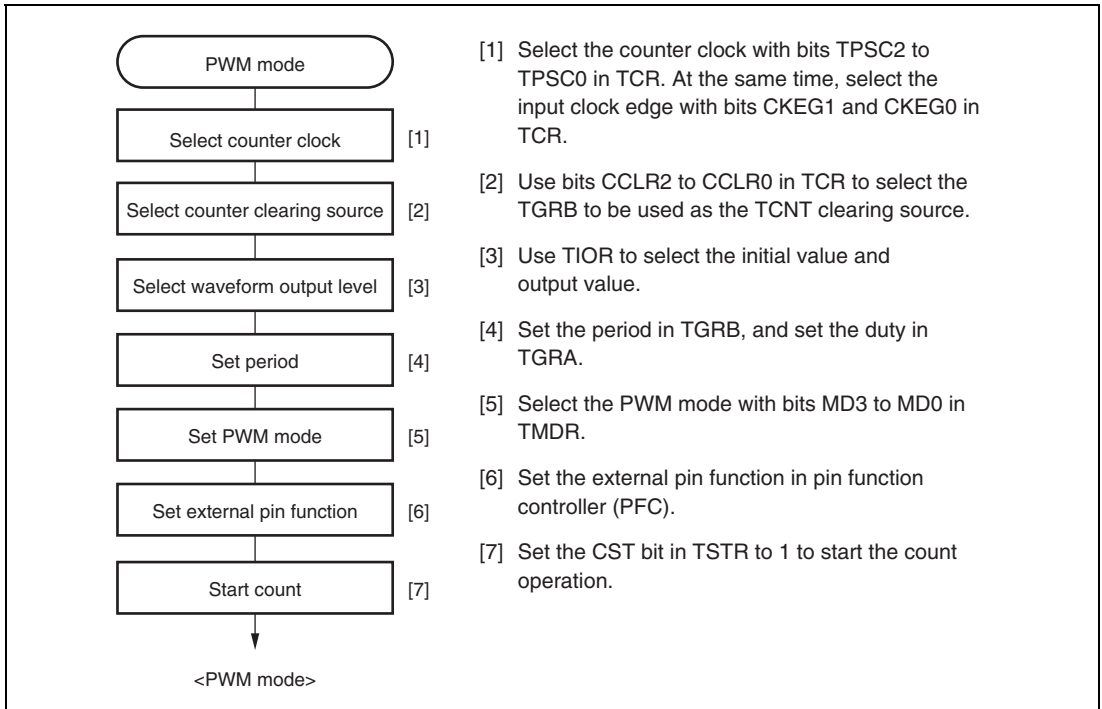 PWM mode
Select counter clock
[1]
Select counter clearing source
[2]
Select waveform output level
[3]
Set period
[4]
Set PWM mode
[5]
Set external pin function
[6]
Start count
[7]
<PWM mode>
[1] Select the counter clock with bits TPSC2 to
TPSC0 in TCR. At the same time, select the
input clock edge with bits CKEG1 and CKEG0 in
TCR.
[2] Use bits CCLR2 to CCLR0 in TCR to select the
TGRB to be used as the TCNT clearing source.
[3] Use TIOR to select the initial value and
output value.
[4] Set the period in TGRB, and set the duty in
TGRA.
[5] Select the PWM mode with bits MD3 to MD0 in
TMDR.
[6] Set the external pin function in pin function
controller (PFC).
[7] Set the CST bit in TSTR to 1 to start the count
operation.